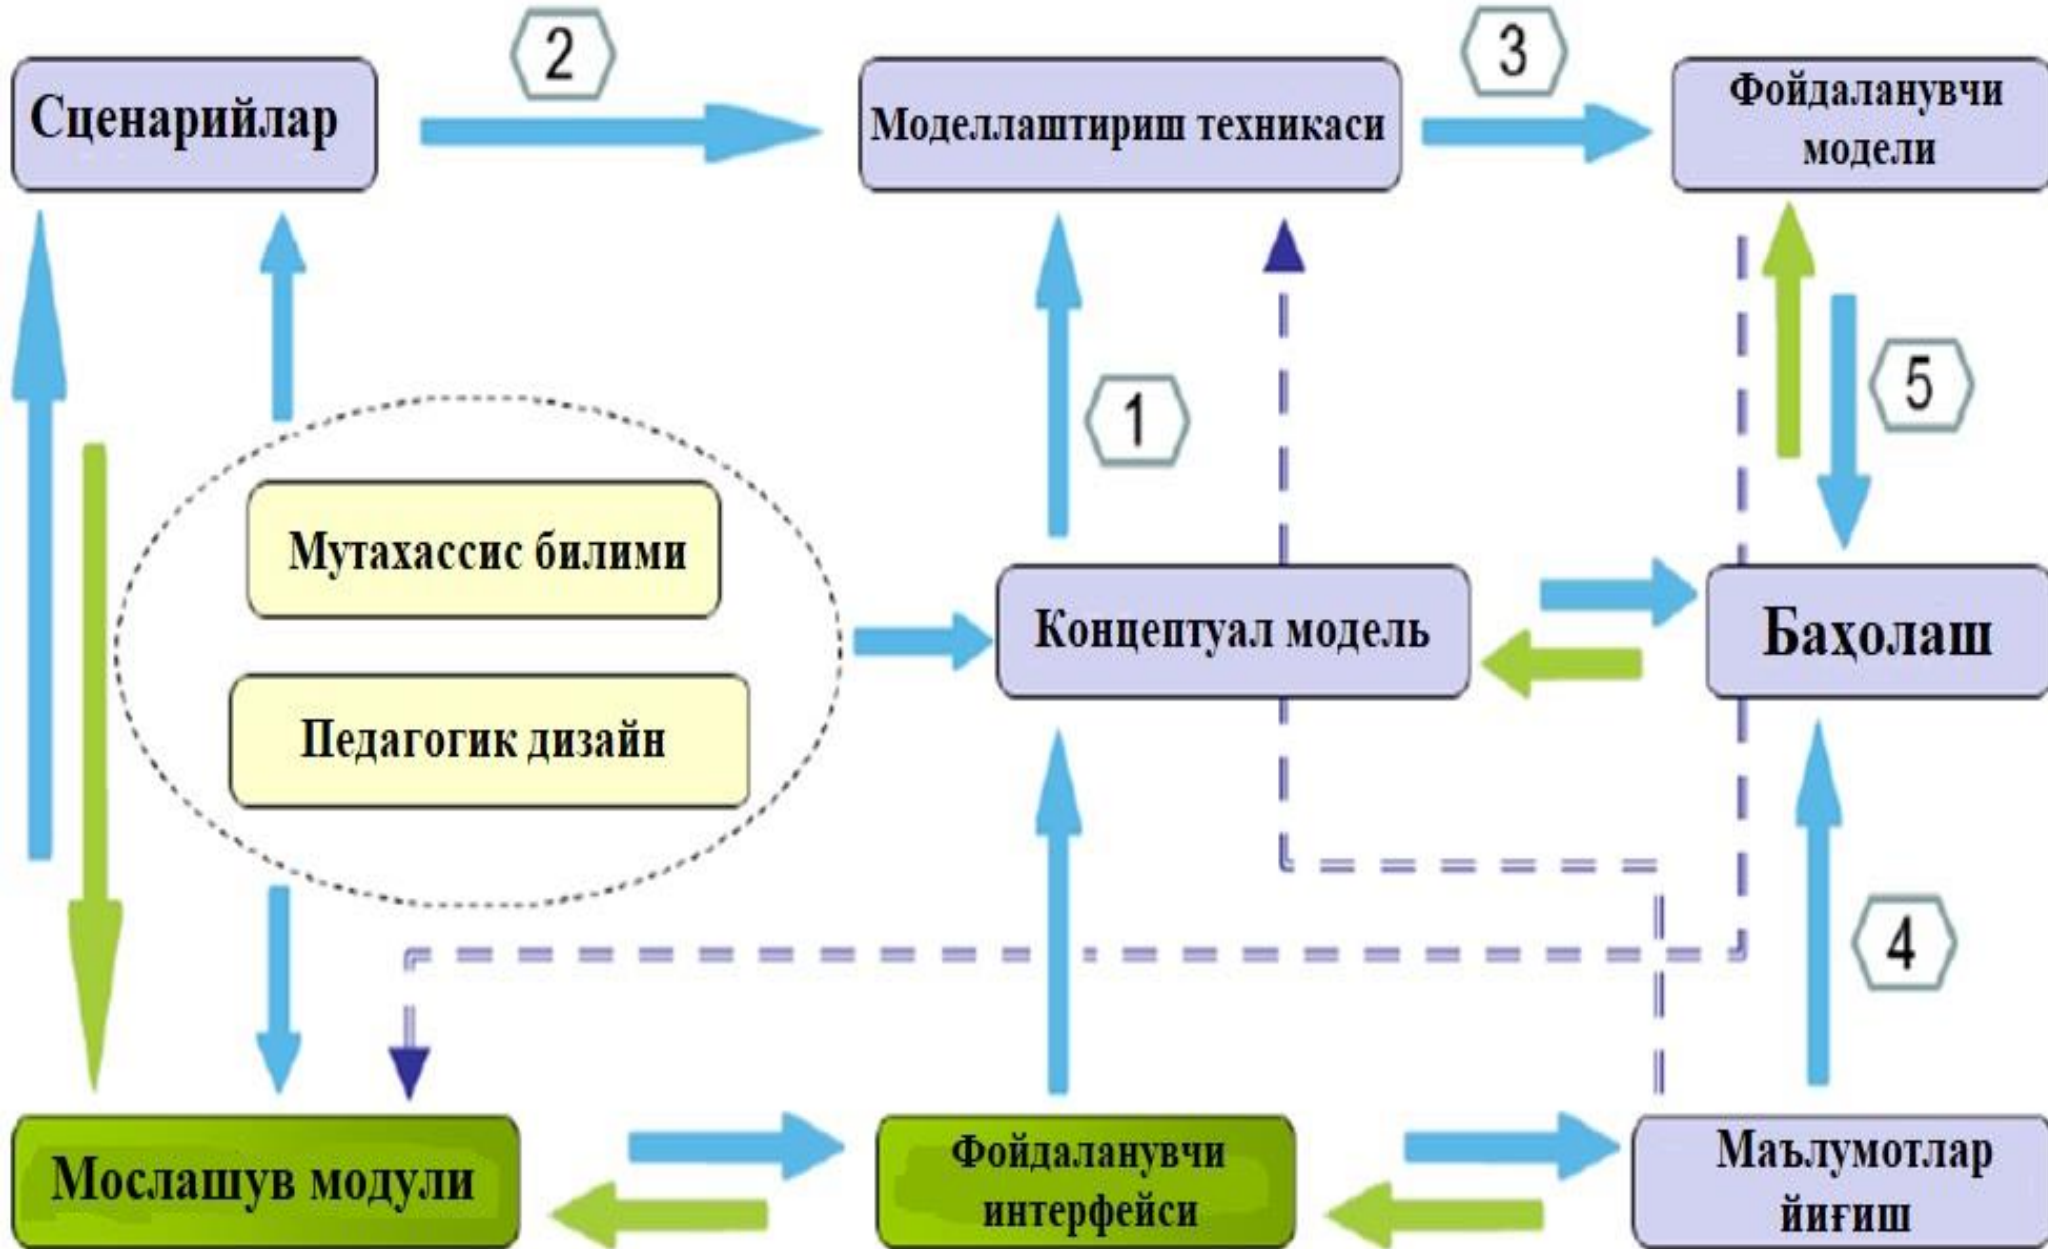 2
3
Сценарийлар
Моделлаштириш техникаси
Фойдаланувчи
модели
1
5
Мутахассис билими
Концептуал модель
Баҳолаш
Педагогик дизайн
4
Мослашув модули
Фойдаланувчи
интерфейси
Маълумотлар
йиғиш